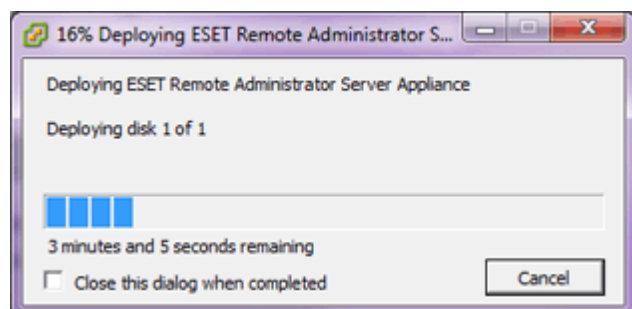 16% Deploying ESET Remote Administrator S...
Deploying ESET Remote Administrator Server Appliance
Deploying disk 1 of 1
3 minutes and 5 seconds remaining
Close this dialog when completed
Cancel